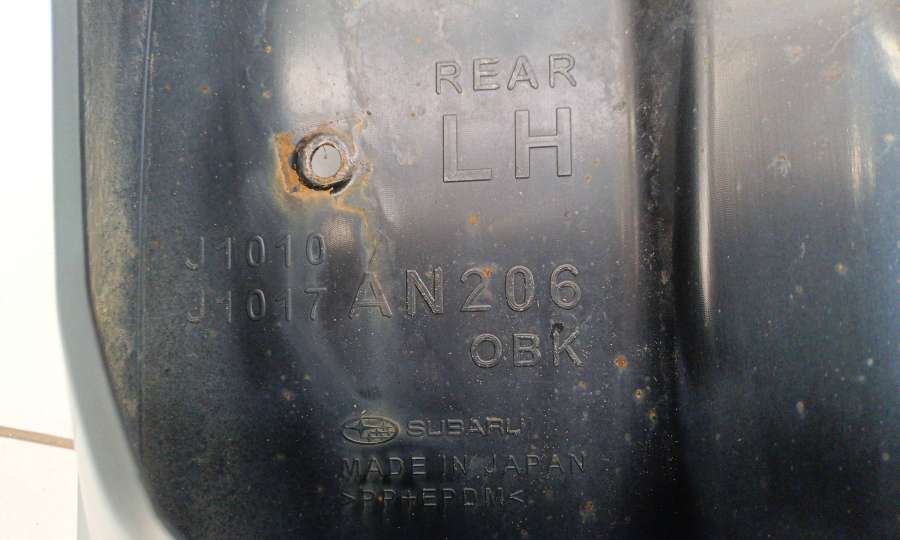 REAR
LH
J1010
J1017 AN206
OBK
SUBARU
MADE IN JAPAN
>PP+EPDM<